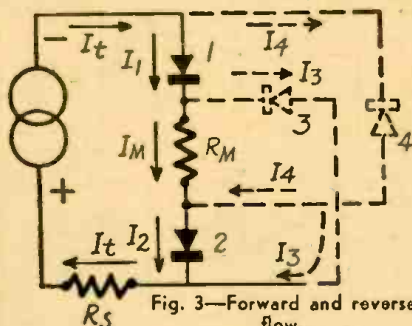 − It
I4
1
I1
I3
3
IM
RM
4
I4
+
It
I2
2
I3
RS
Fig. 3—Forward and reverse
flow.